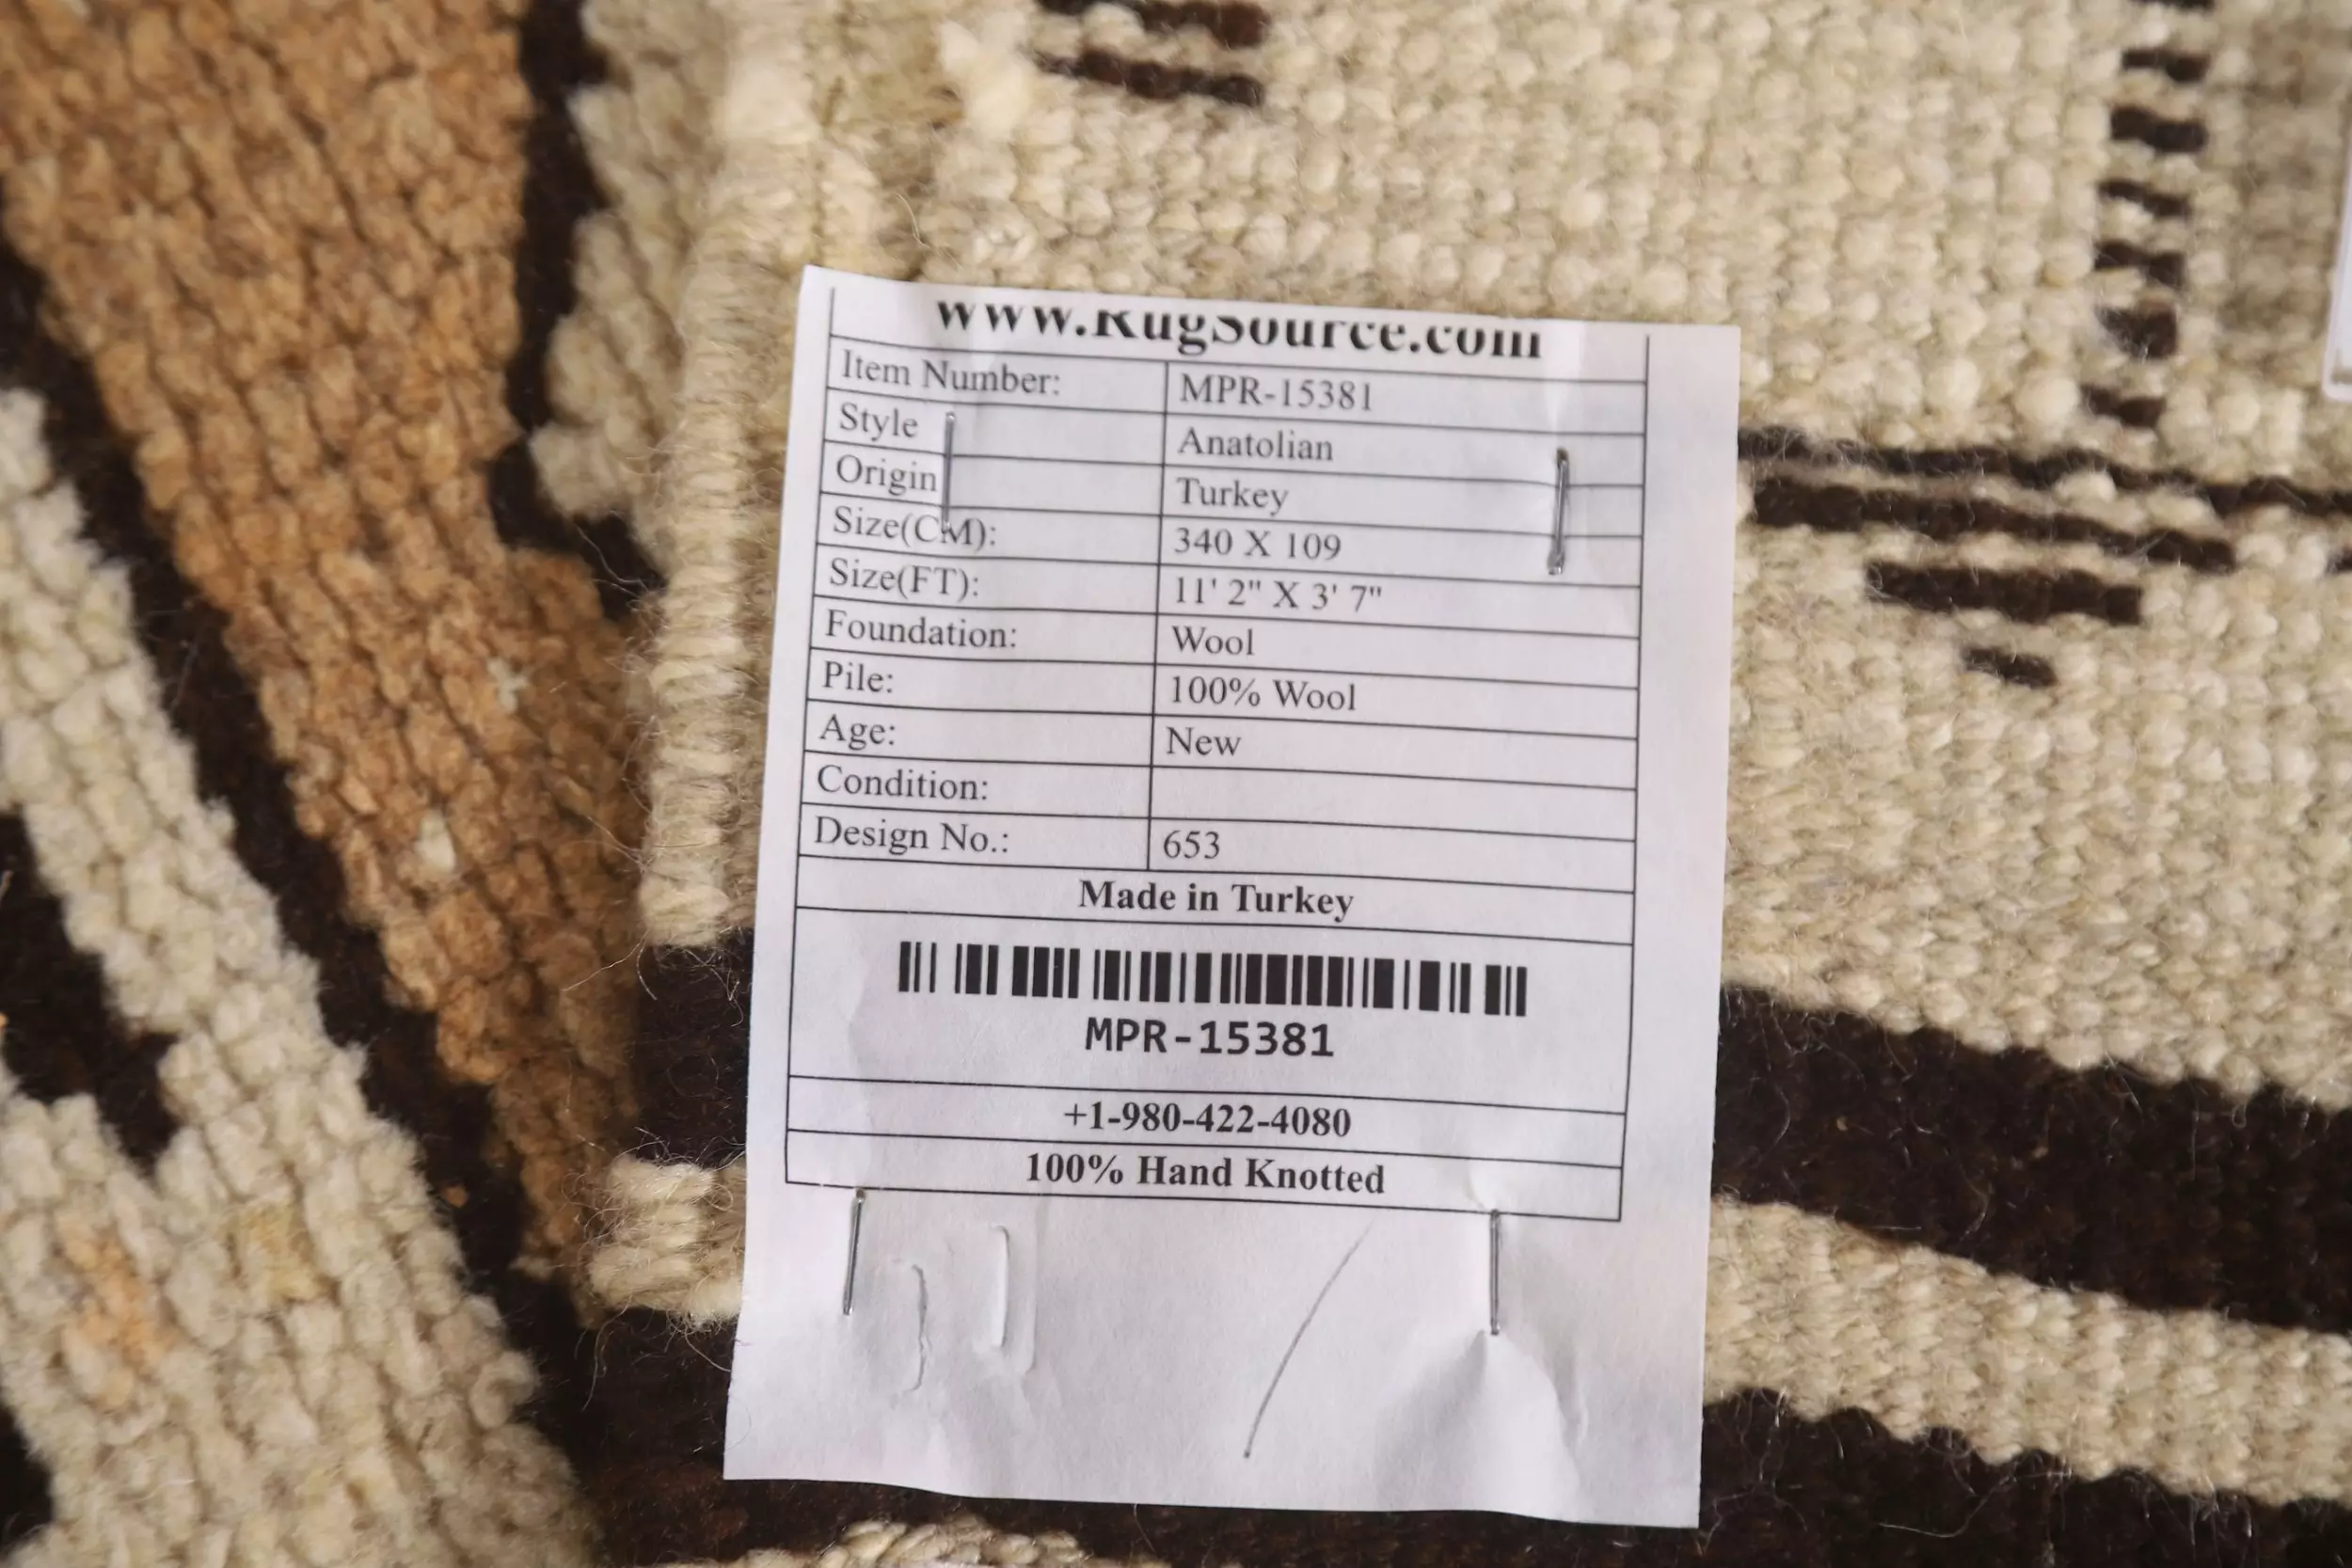 www.RugSource.com
Item Number: MPR-15381
Style Anatolian
Origin Turkey
Size(CM): 340 X 109
Size(FT): 11' 2" X 3' 7"
Foundation: Wool
Pile: 100% Wool
Age: New
Condition:
Design No.: 653
Made in Turkey
MPR-15381
+1-980-422-4080
100% Hand Knotted